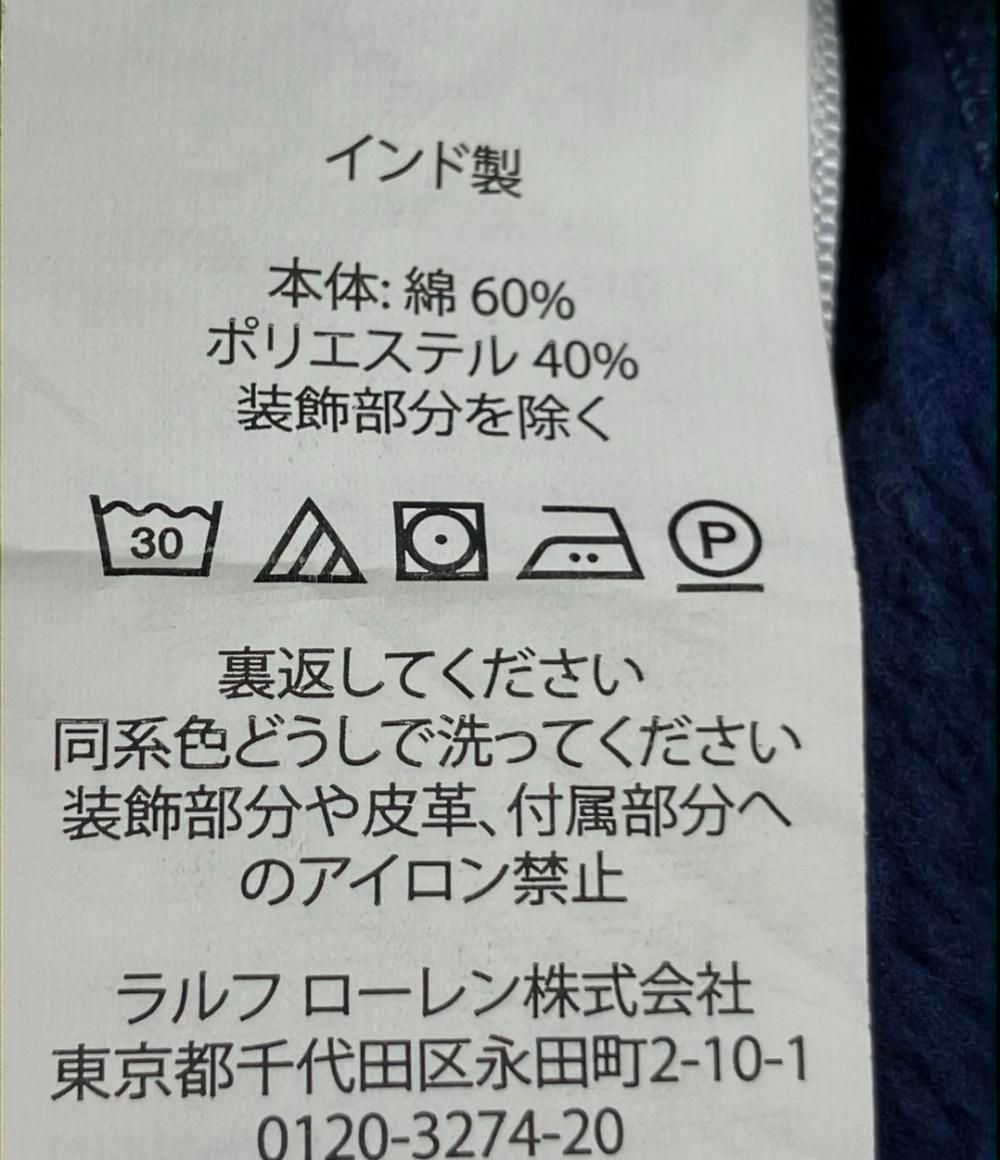 インド製
本体: 綿 60%
ポリエステル 40%
装飾部分を除く
30 P
裏返してください
同系色どうしで洗ってください
装飾部分や皮革、付属部分へ
のアイロン禁止
ラルフ ローレン株式会社
東京都千代田区永田町2-10-1
0120-3274-20